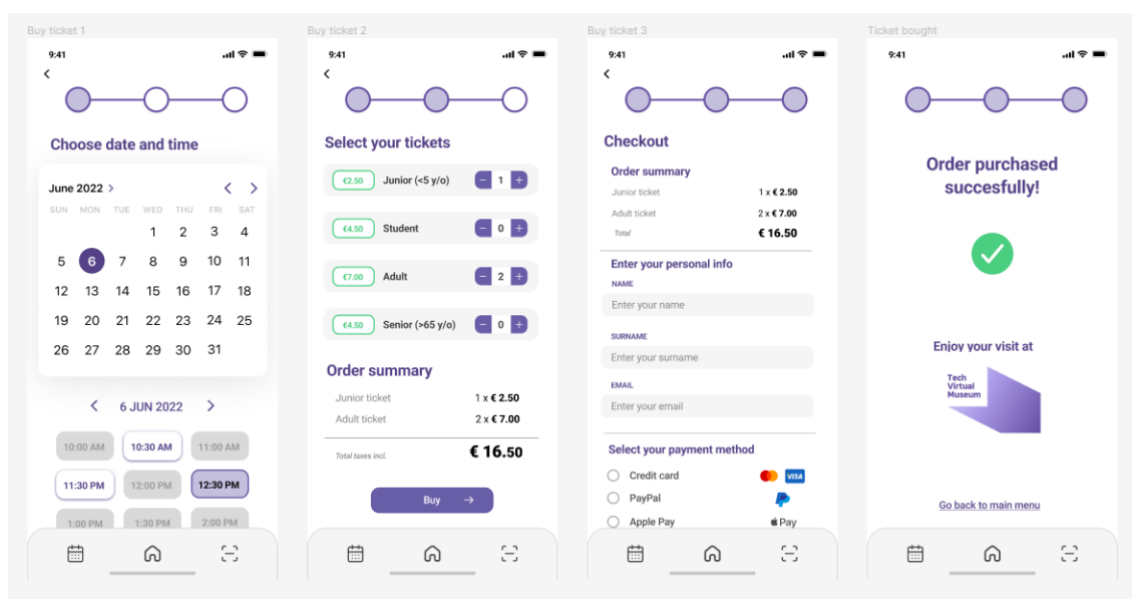 Buy ticket 1
9:41
Choose date and time
June 2022 >
SUN MON TUE WED THU FRI SAT
1 2 3 4
5 6 7 8 9 10 11
12 13 14 15 16 17 18
19 20 21 22 23 24 25
26 27 28 29 30 31
6 JUN 2022
10:00 AM 10:30 AM 11:00 AM
11:30 PM 12:00 PM 12:30 PM
1:00 PM 1:30 PM 2:00 PM
Buy ticket 2
9:41
Select your tickets
€2.50 Junior (<5 y/o) − 1 +
€4.50 Student − 0 +
€7.00 Adult − 2 +
€4.50 Senior (>65 y/o) − 0 +
Order summary
Junior ticket 1 x € 2.50
Adult ticket 2 x € 7.00
Total taxes incl. € 16.50
Buy →
Buy ticket 3
9:41
Checkout
Order summary
Junior ticket 1 x € 2.50
Adult ticket 2 x € 7.00
Total € 16.50
Enter your personal info
NAME
Enter your name
SURNAME
Enter your surname
EMAIL
Enter your email
Select your payment method
Credit card VISA
PayPal
Apple Pay Pay
Ticket bought
9:41
Order purchased
succesfully!
Enjoy your visit at
Tech
Virtual
Museum
Go back to main menu